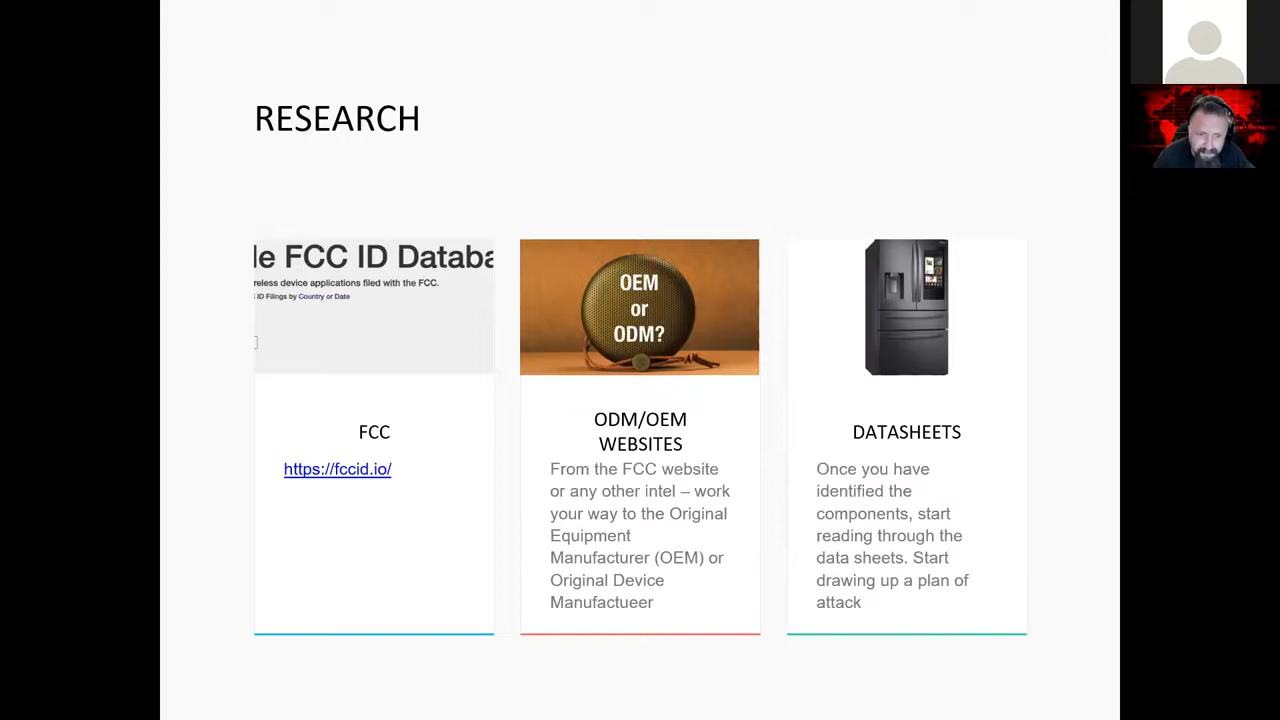 RESEARCH
le FCC ID Databa
reless device applications filed with the FCC.
ID Filings by Country or Date
FCC
https://fccid.io/
OEM
or
ODM?
ODM/OEM
WEBSITES
From the FCC website
or any other intel – work
your way to the Original
Equipment
Manufacturer (OEM) or
Original Device
Manufactueer
DATASHEETS
Once you have
identified the
components, start
reading through the
data sheets. Start
drawing up a plan of
attack